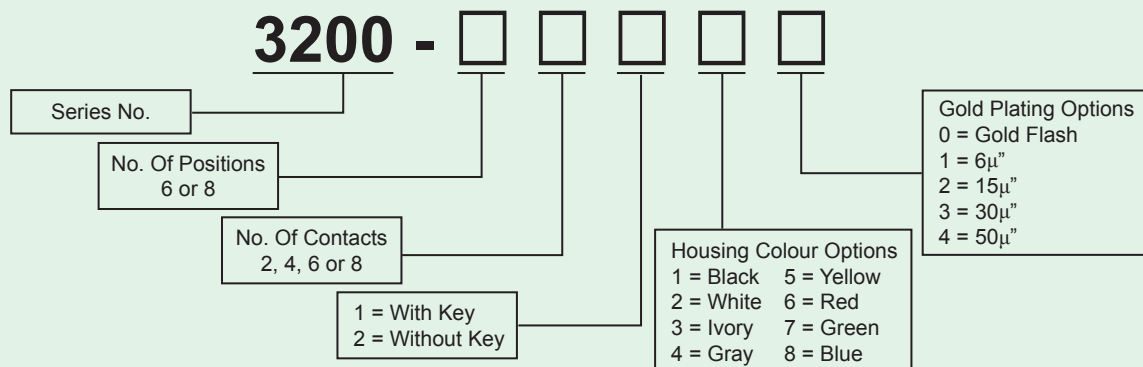 3200 - □ □ □ □ □
Series No.
No. Of Positions
6 or 8
No. Of Contacts
2, 4, 6 or 8
1 = With Key
2 = Without Key
Housing Colour Options
1 = Black 5 = Yellow
2 = White 6 = Red
3 = Ivory 7 = Green
4 = Gray 8 = Blue
Gold Plating Options
0 = Gold Flash
1 = 6µ”
2 = 15µ”
3 = 30µ”
4 = 50µ”